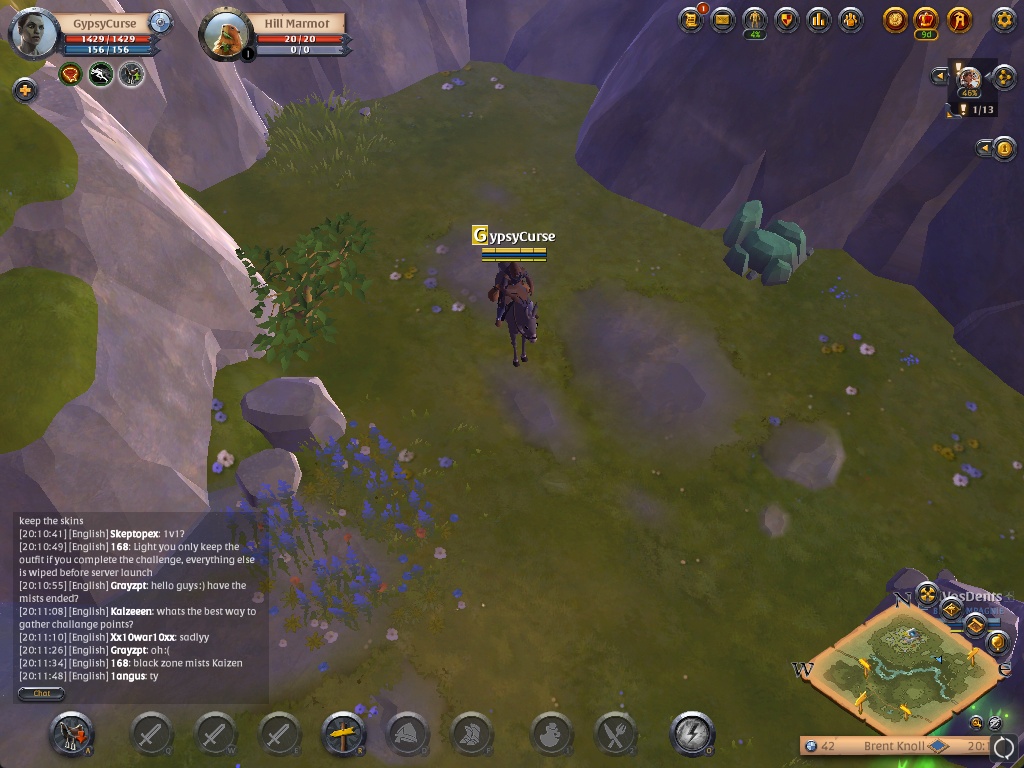 GypsyCurse
1429 / 1429
156 / 156
Hill Marmot
20 / 20
0 / 0
1
1
4%
9d
46%
1/13
1
GypsyCurse
keep the skins
[20:10:41] [English] Skeptopex: 1v1?
[20:10:49] [English] 168: Light you only keep the
outfit if you complete the challenge, everything else
is wiped before server launch
[20:10:55] [English] Grayzpt: hello guys:) have the
mists ended?
[20:11:08] [English] Kaizeeen: whats the best way to
gather challange points?
[20:11:10] [English] Xx10war10xx: sadlyy
[20:11:26] [English] Grayzpt: oh:(
[20:11:34] [English] 168: black zone mists Kaizen
[20:11:48] [English] 1angus: ty
Chat
A
Q
W
E
R
D
F
O
N
W
E
VosDents
42
Brent Knoll